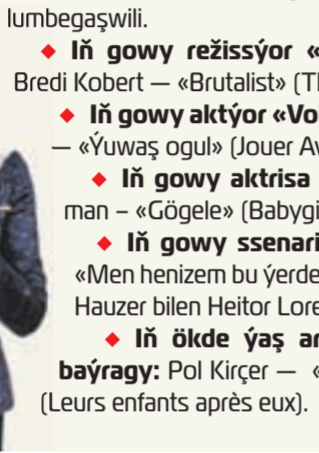 lumbegaşwili.
◆ Iň gowy režissýor «
Bredi Kobert — «Brutalist» (Th
◆ Iň gowy aktýor «Vo
— «Ýuwaş ogul» (Jouer Av
◆ Iň gowy aktrisa
man – «Gögele» (Babygi
◆ Iň gowy ssenari
«Men henizem bu ýerde
Hauzer bilen Heitor Lore
◆ Iň ökde ýaş ar
baýragy: Pol Kirçer — «
(Leurs enfants après eux).